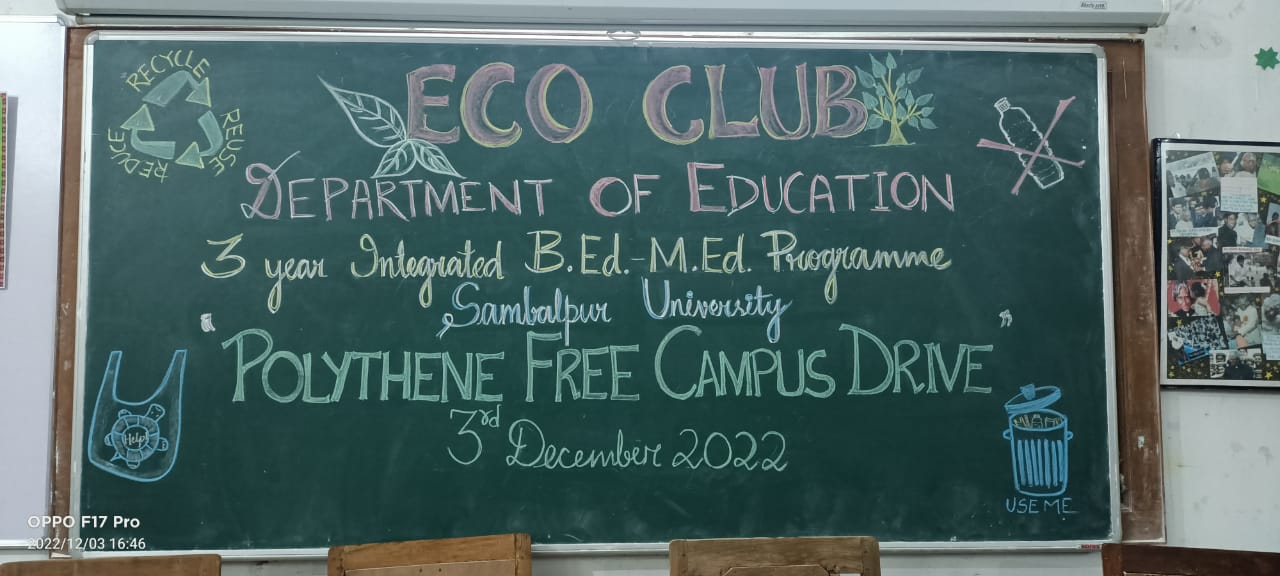 RECYCLE
REUSE
REDUCE
ECO CLUB
DEPARTMENT OF EDUCATION
3 year Integrated B.Ed.-M.Ed. Programme
Sambalpur University
"POLYTHENE FREE CAMPUS DRIVE"
3rd December 2022
Help
USE ME
OPPO F17 Pro
2022/12/03 16:46